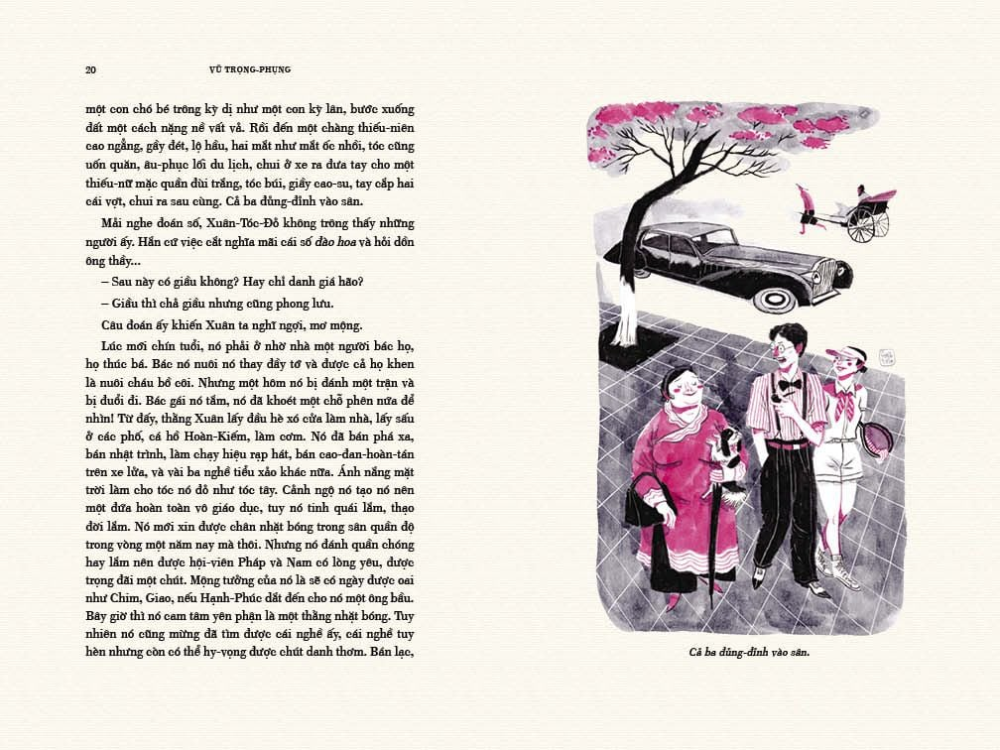 20
VŨ TRỌNG-PHỤNG
một con chó bé trông kỳ dị như một con kỳ lân, bước xuống
đất một cách nặng nề vất vả. Rồi đến một chàng thiếu-niên
cao ngẳng, gầy đét, lộ hầu, hai mắt như mắt ốc nhồi, tóc cũng
uốn quăn, âu-phục lối du lịch, chui ở xe ra đưa tay cho một
thiếu-nữ mặc quần đùi trắng, tóc búi, giầy cao-su, tay cắp hai
cái vợt, chui ra sau cùng. Cả ba đủng-đỉnh vào sân.
Mải nghe đoán số, Xuân-Tóc-Đỏ không trông thấy những
người ấy. Hắn cứ việc cắt nghĩa mãi cái số đào hoa và hỏi dồn
ông thầy...
– Sau này có giầu không? Hay chỉ danh giá hão?
– Giầu thì chả giầu nhưng cũng phong lưu.
Câu đoán ấy khiến Xuân ta nghĩ ngợi, mơ mộng.
Lúc mới chín tuổi, nó phải ở nhờ nhà một người bác họ,
họ thúc bá. Bác nó nuôi nó thay đầy tớ và được cả họ khen
là nuôi cháu bồ côi. Nhưng một hôm nó bị đánh một trận và
bị đuổi đi. Bác gái nó tắm, nó đã khoét một chỗ phên nứa để
nhìn! Từ đấy, thằng Xuân lấy đầu hè xó cửa làm nhà, lấy sấu
ở các phố, cá hồ Hoàn-Kiếm, làm cơm. Nó đã bán phá xa,
bán nhật trình, làm chạy hiệu rạp hát, bán cao-đan-hoàn-tán
trên xe lửa, và vài ba nghề tiểu xảo khác nữa. Ánh nắng mặt
trời làm cho tóc nó đỏ như tóc tây. Cảnh ngộ nó tạo nó nên
một đứa hoàn toàn vô giáo dục, tuy nó tinh quái lắm, thạo
đời lắm. Nó mới xin được chân nhặt bóng trong sân quần độ
trong vòng một năm nay mà thôi. Nhưng nó đánh quần chóng
hay lắm nên được hội-viên Pháp và Nam có lòng yêu, được
trọng đãi một chút. Mộng tưởng của nó là sẽ có ngày được oai
như Chim, Giao, nếu Hạnh-Phúc dắt đến cho nó một ông bầu.
Bây giờ thì nó cam tâm yên phận là một thằng nhặt bóng. Tuy
nhiên nó cũng mừng đã tìm được cái nghề ấy, cái nghề tuy
hèn nhưng còn có thể hy-vọng được chút danh thơm. Bán lạc,
Cả ba đủng-đỉnh vào sân.